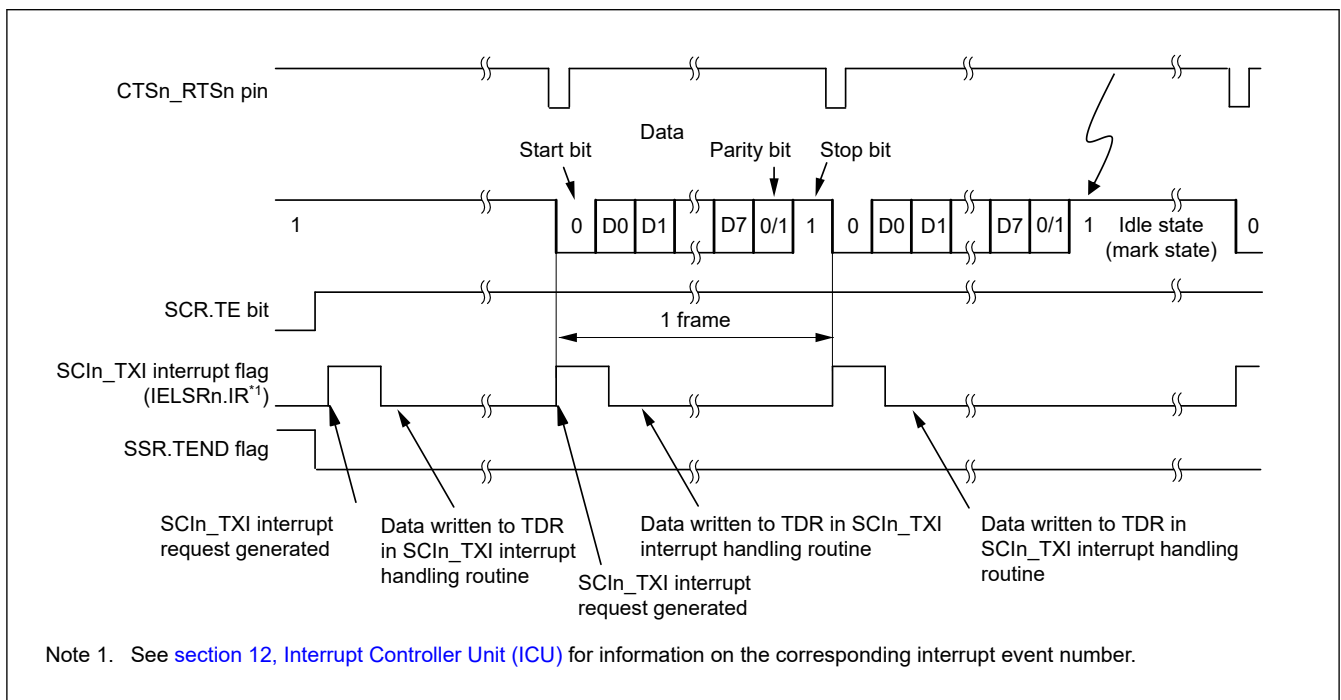 CTSn_RTSn pin
Data
Start bit
Parity bit
Stop bit
1
0
D0
D1
D7
0/1
1
0
D0
D1
D7
0/1
1
Idle state
(mark state)
0
SCR.TE bit
1 frame
SCIn_TXI interrupt flag
(IELSRn.IR*1)
SSR.TEND flag
SCIn_TXI interrupt
request generated
Data written to TDR
in SCIn_TXI interrupt
handling routine
SCIn_TXI interrupt
request generated
Data written to TDR in SCIn_TXI
interrupt handling routine
Data written to TDR in
SCIn_TXI interrupt handling
routine
Note 1. See section 12, Interrupt Controller Unit (ICU) for information on the corresponding interrupt event number.